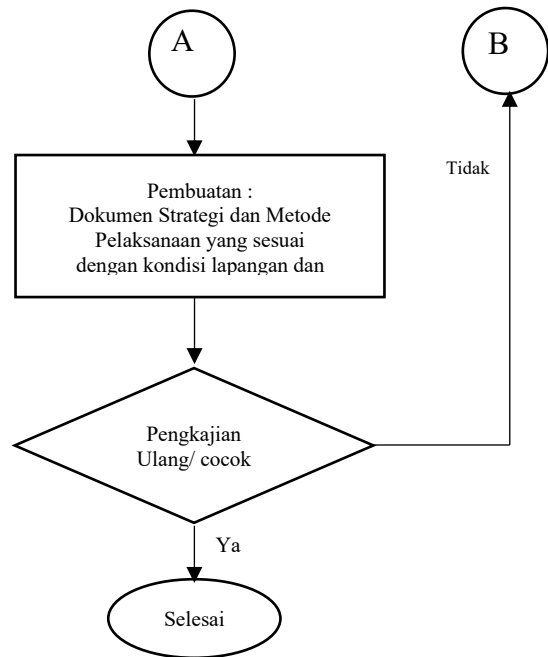 A
B
Tidak
Pembuatan :
Dokumen Strategi dan Metode
Pelaksanaan yang sesuai
dengan kondisi lapangan dan
Pengkajian
Ulang/ cocok
Ya
Selesai